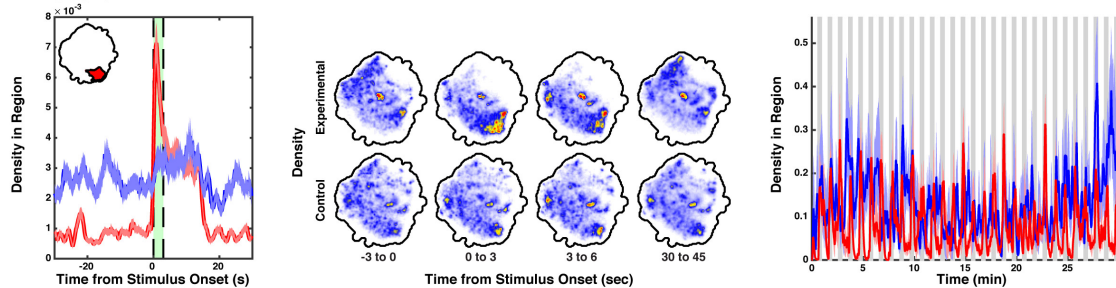 8 × 10⁻³
7
6
5
4
3
2
1
0
-20
0
20
Density in Region
Time from Stimulus Onset (s)
Density
Experimental
Control
-3 to 0
0 to 3
3 to 6
30 to 45
Time from Stimulus Onset (sec)
0.5
0.4
0.3
0.2
0.1
0
0
5
10
15
20
25
Density in Region
Time (min)